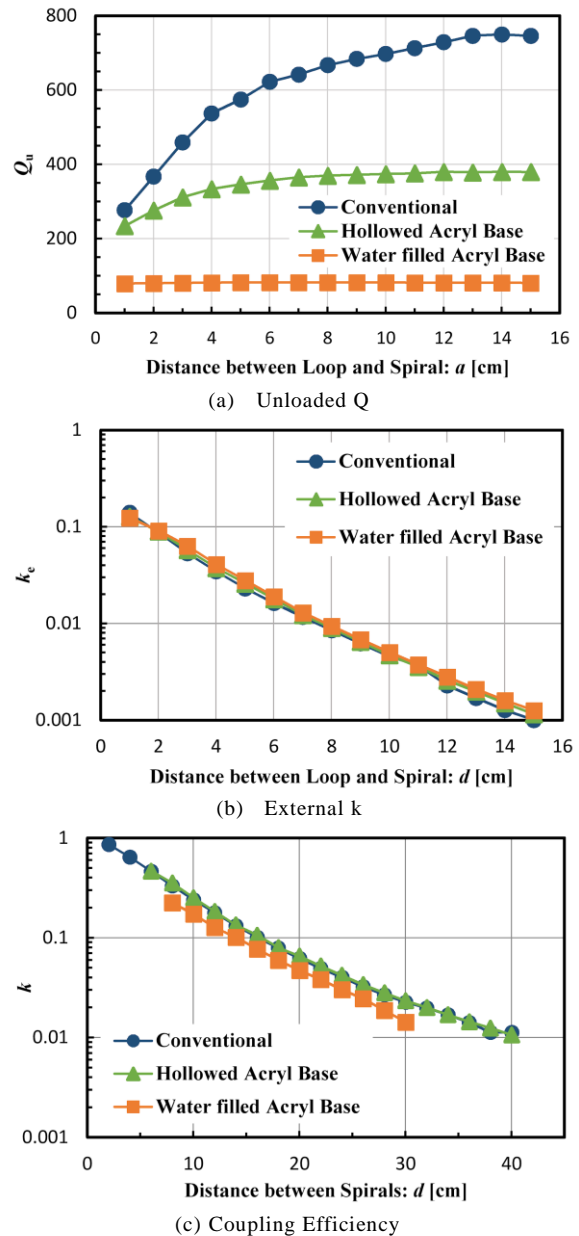 800
600
400
200
0
Qu
Conventional
Hollowed Acryl Base
Water filled Acryl Base
0 2 4 6 8 10 12 14 16
Distance between Loop and Spiral: a [cm]
(a) Unloaded Q
1
0.1
0.01
0.001
ke
Conventional
Hollowed Acryl Base
Water filled Acryl Base
0 2 4 6 8 10 12 14 16
Distance between Loop and Spiral: d [cm]
(b) External k
1
0.1
0.01
0.001
k
Conventional
Hollowed Acryl Base
Water filled Acryl Base
0 10 20 30 40
Distance between Spirals: d [cm]
(c) Coupling Efficiency